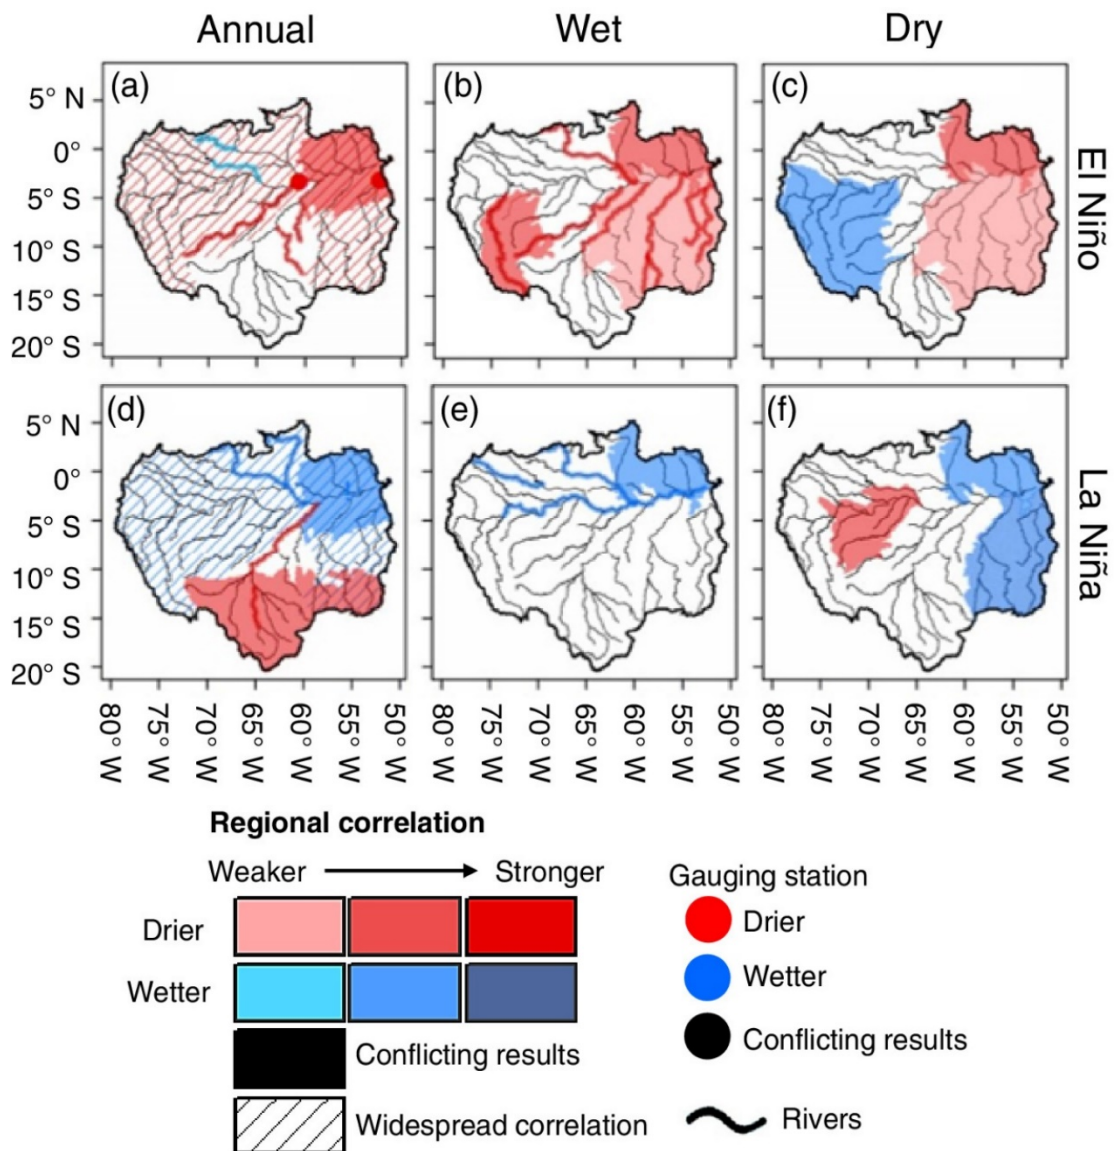 Annual Wet Dry
(a) (b) (c)
5° N
0°
5° S
10° S
15° S
20° S
El Niño
(d) (e) (f)
5° N
0°
5° S
10° S
15° S
20° S
La Niña
80° W 75° W 70° W 65° W 60° W 55° W 50° W 80° W 75° W 70° W 65° W 60° W 55° W 50° W 80° W 75° W 70° W 65° W 60° W 55° W 50° W
Regional correlation
Weaker Stronger
Drier
Wetter
Conflicting results
Widespread correlation
Gauging station
Drier
Wetter
Conflicting results
Rivers